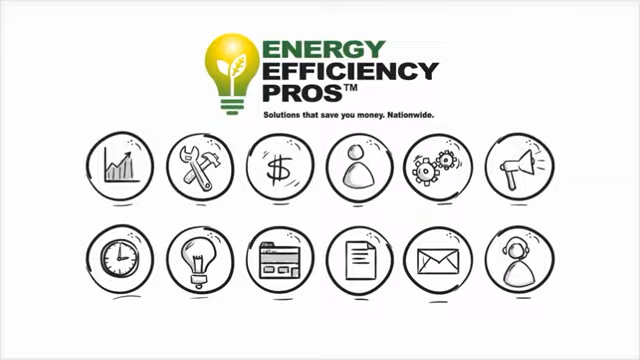 ENERGY
EFFICIENCY
PROS™
Solutions that save you money. Nationwide.
$